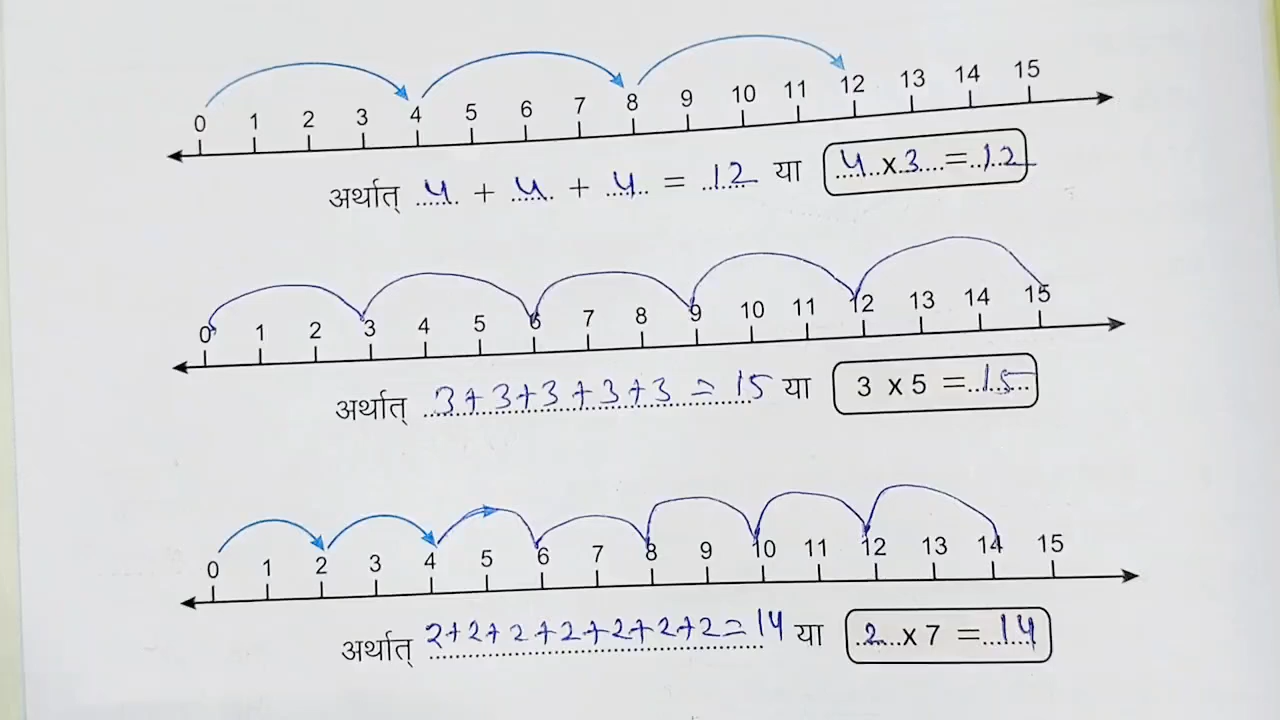 0 1 2 3 4 5 6 7 8 9 10 11 12 13 14 15
अर्थात् 4 + 4 + 4 = 12 या 4 x 3 = 12
0 1 2 3 4 5 6 7 8 9 10 11 12 13 14 15
अर्थात् 3+3+3+3+3 = 15 या 3 x 5 = 15
0 1 2 3 4 5 6 7 8 9 10 11 12 13 14 15
अर्थात् 2+2+2+2+2+2+2=14 या 2 x 7 = 14